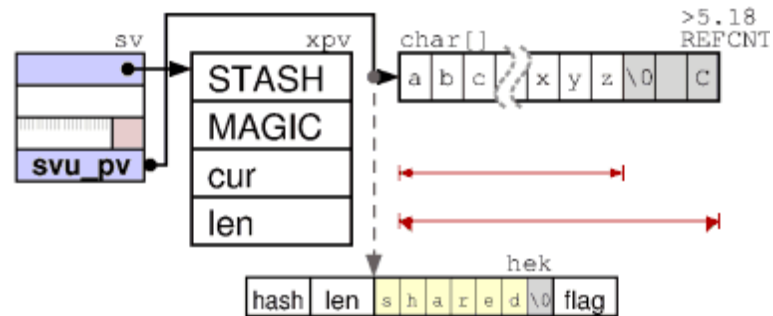 >5.18
sv xpv char[] REFCNT
STASH a b c x y z \0 C
MAGIC
svu_pv cur
len
hek
hash len s h a r e d \0 flag